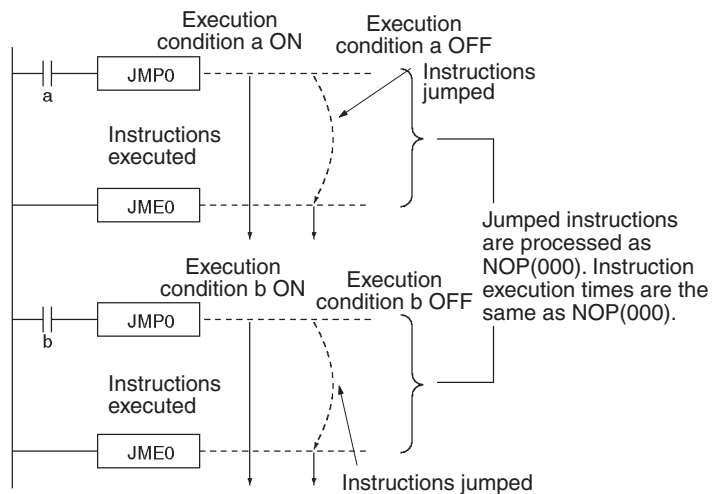 Execution
condition a ON
Execution
condition a OFF
JMP0
a
Instructions
jumped
Instructions
executed
JME0
Jumped instructions
are processed as
NOP(000). Instruction
execution times are the
same as NOP(000).
Execution
condition b ON
Execution
condition b OFF
JMP0
b
Instructions
executed
JME0
Instructions jumped